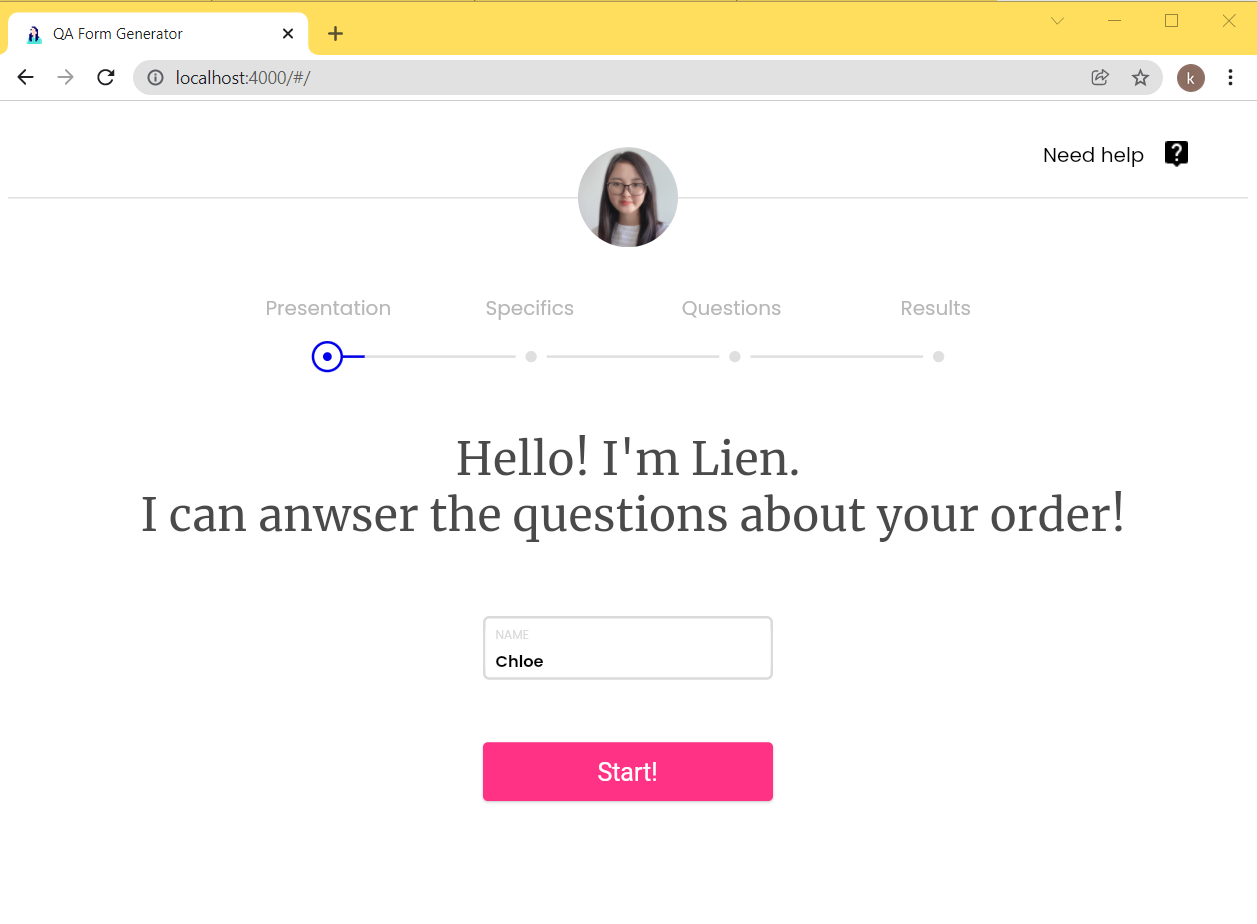 QA Form Generator
localhost:4000/#/
k
Need help
Presentation Specifics Questions Results
Hello! I'm Lien.
I can anwser the questions about your order!
NAME
Chloe
Start!